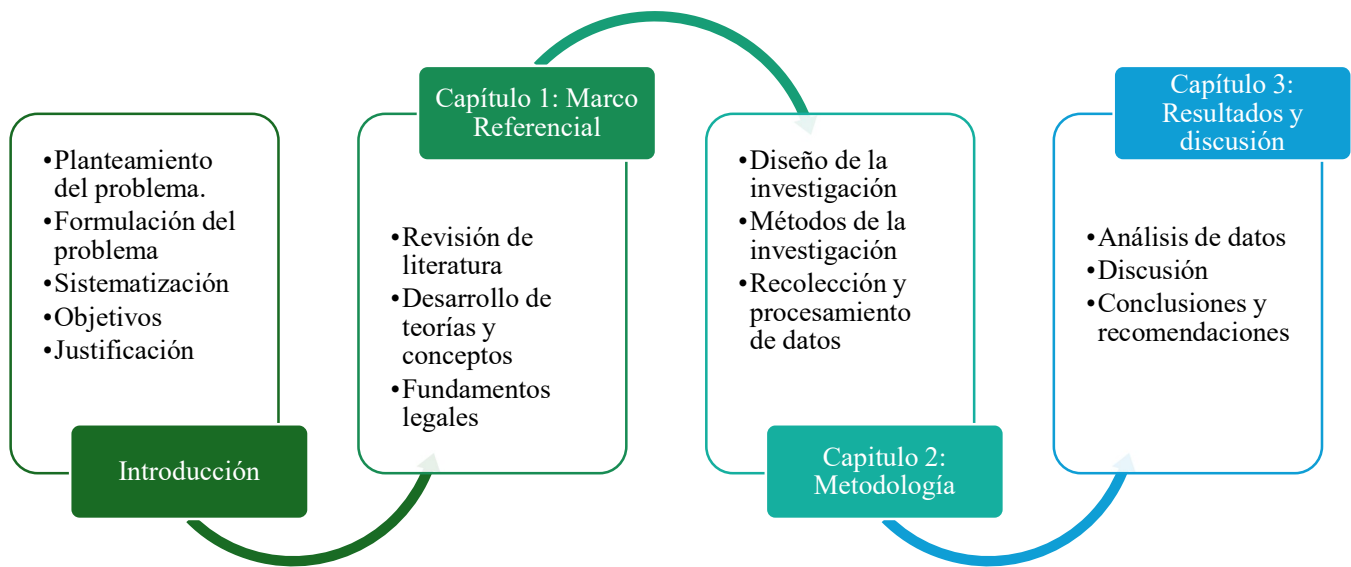 •Planteamiento
del problema.
•Formulación del
problema
•Sistematización
•Objetivos
•Justificación
Introducción
Capítulo 1: Marco
Referencial
•Revisión de
literatura
•Desarrollo de
teorías y
conceptos
•Fundamentos
legales
•Diseño de la
investigación
•Métodos de la
investigación
•Recolección y
procesamiento
de datos
Capitulo 2:
Metodología
Capítulo 3:
Resultados y
discusión
•Análisis de datos
•Discusión
•Conclusiones y
recomendaciones